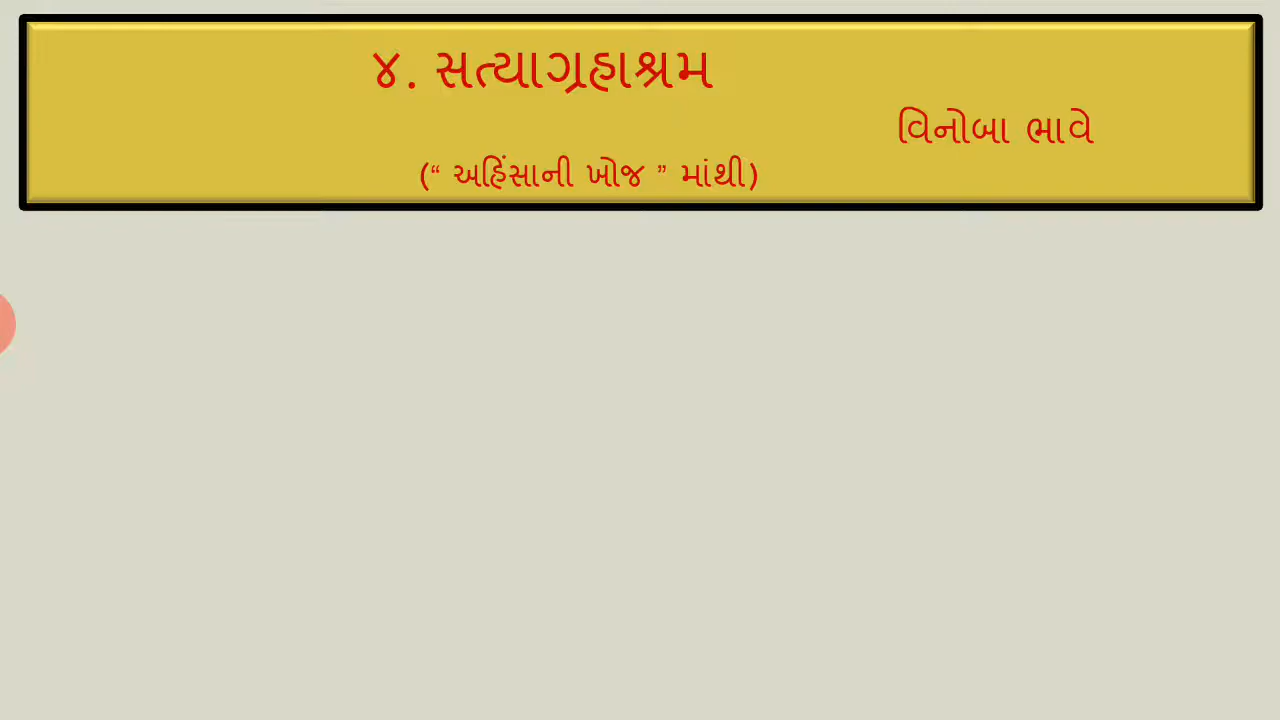 ૪. સત્યાગ્રહાશ્રમ
વિનોબા ભાવે
(“ અહિંસાની ખોજ ” માંથી)